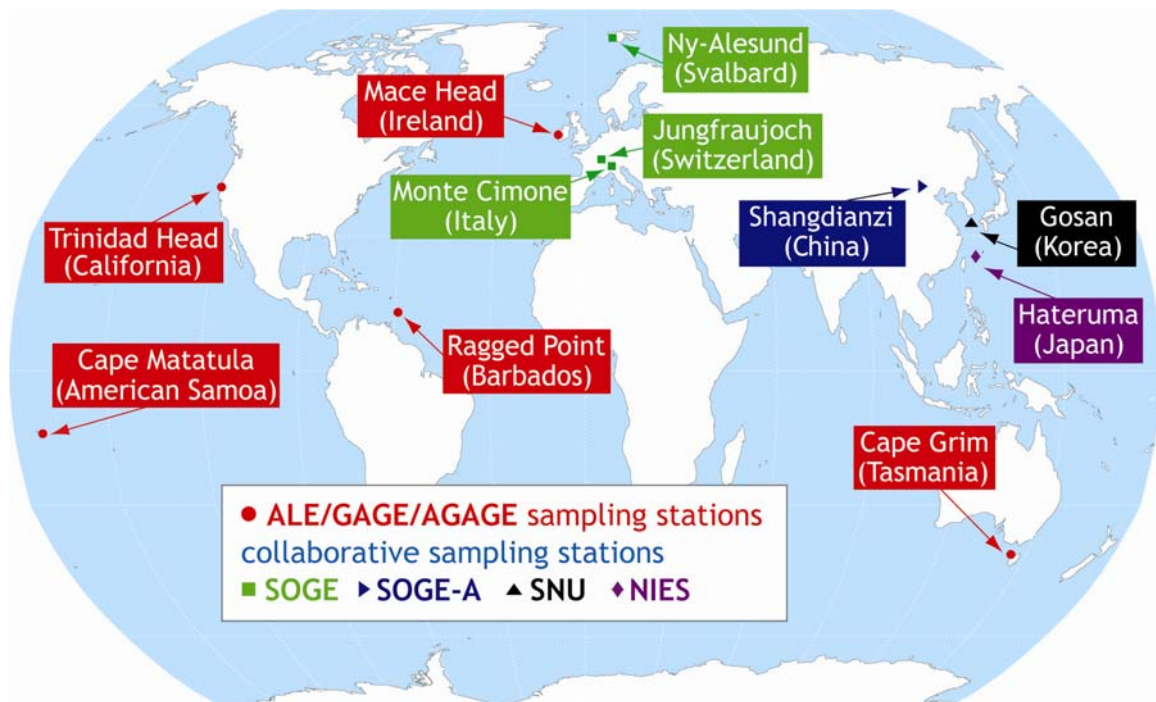 Ny-Alesund
(Svalbard)
Mace Head
(Ireland)
Jungfraujoch
(Switzerland)
Monte Cimone
(Italy)
Trinidad Head
(California)
Shangdianzi
(China)
Gosan
(Korea)
Hateruma
(Japan)
Ragged Point
(Barbados)
Cape Matatula
(American Samoa)
Cape Grim
(Tasmania)
ALE/GAGE/AGAGE sampling stations
collaborative sampling stations
SOGE SOGE-A SNU NIES